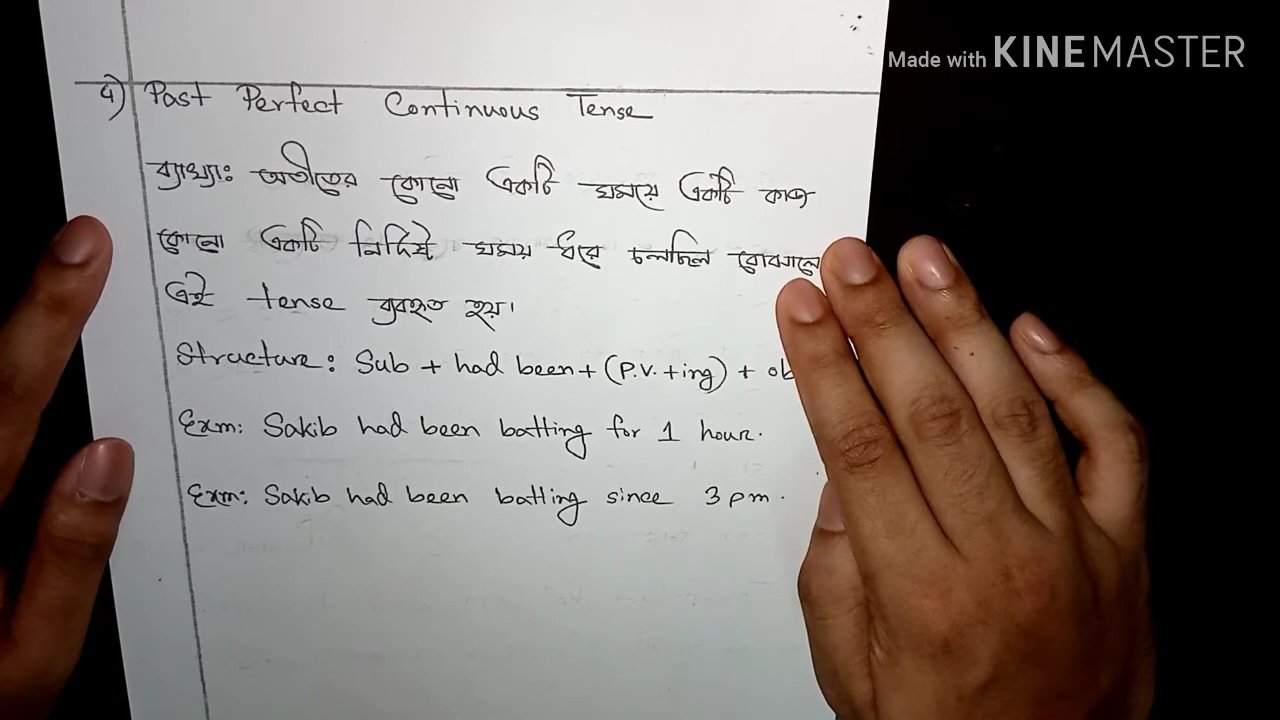 Made with KINEMASTER
4) Past Perfect Continuous Tense
ব্যাখ্যাঃ অতীতের কোনো একটি সময়ে একটি কাজ
কোনো একটি নির্দিষ্ট সময় ধরে চলছিল বোঝালে
এই tense ব্যবহৃত হয়।
Structure: Sub + had been + (P.V. +ing) + ob
Exm: Sakib had been batting for 1 hour.
Exm: Sakib had been batting since 3 pm.